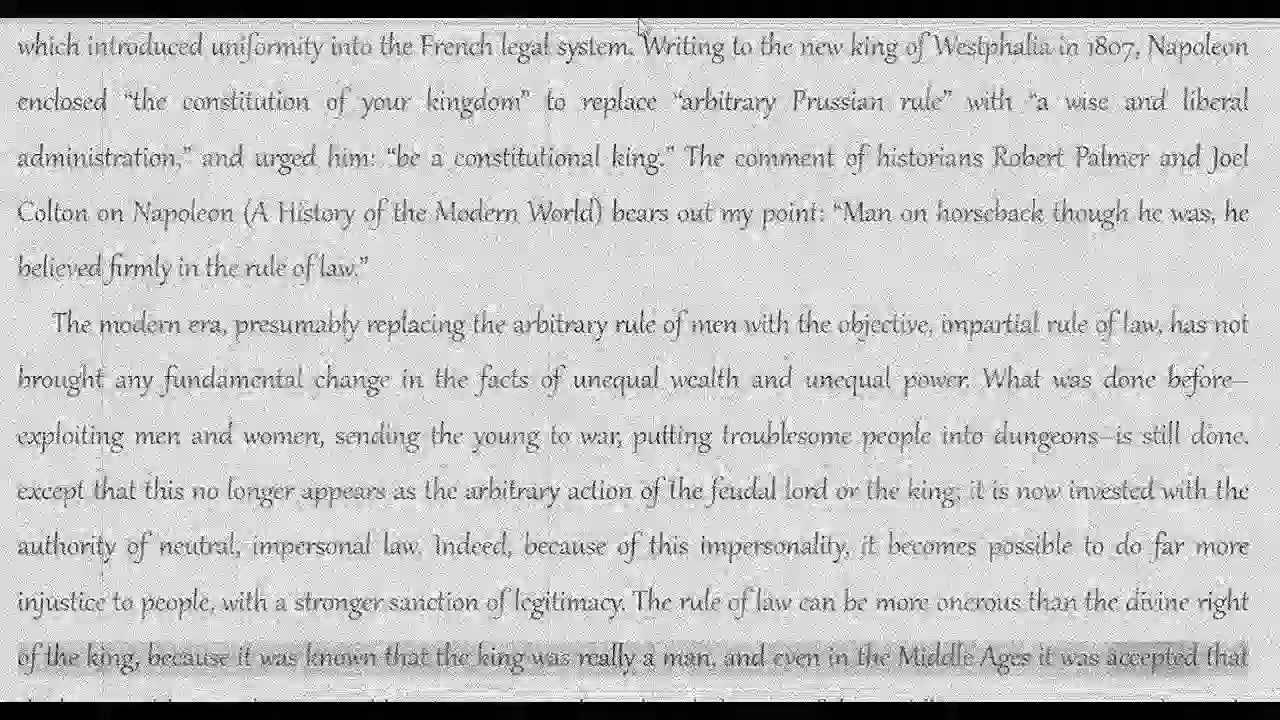 which introduced uniformity into the French legal system. Writing to the new king of Westphalia in 1807, Napoleon
enclosed “the constitution of your kingdom” to replace “arbitrary Prussian rule” with “a wise and liberal
administration,” and urged him: “be a constitutional king.” The comment of historians Robert Palmer and Joel
Colton on Napoleon (A History of the Modern World) bears out my point: “Man on horseback though he was, he
believed firmly in the rule of law.”
The modern era, presumably replacing the arbitrary rule of men with the objective, impartial rule of law, has not
brought any fundamental change in the facts of unequal wealth and unequal power. What was done before—
exploiting men and women, sending the young to war, putting troublesome people into dungeons—is still done,
except that this no longer appears as the arbitrary action of the feudal lord or the king; it is now invested with the
authority of neutral, impersonal law. Indeed, because of this impersonality, it becomes possible to do far more
injustice to people, with a stronger sanction of legitimacy. The rule of law can be more onerous than the divine right
of the king, because it was known that the king was really a man, and even in the Middle Ages it was accepted that